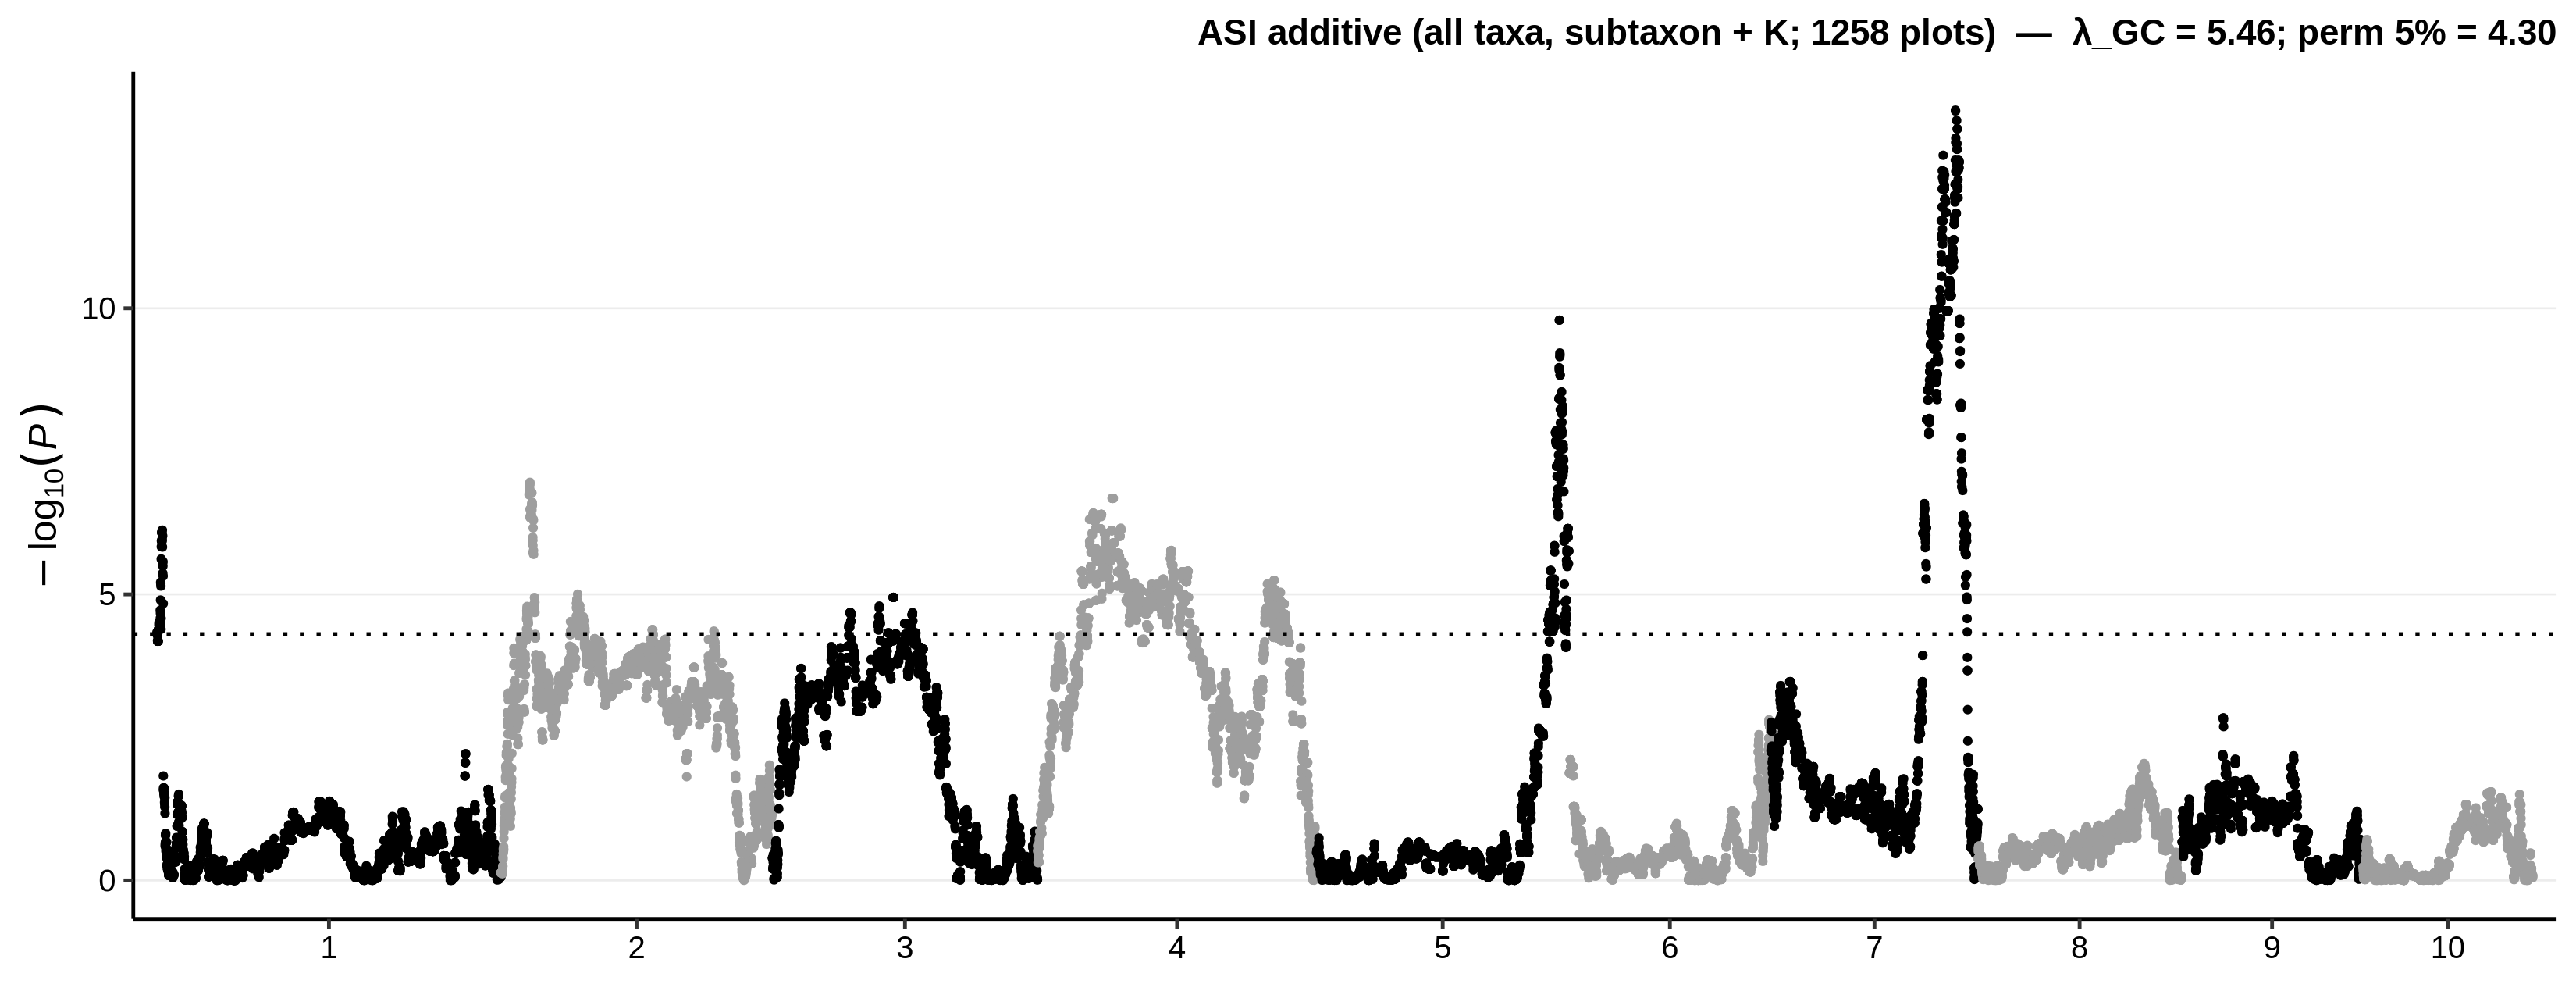 ASI additive (all taxa, subtaxon + K; 1258 plots) — λ_GC = 5.46; perm 5% = 4.30
− log10(P)
10
5
0
1 2 3 4 5 6 7 8 9 10